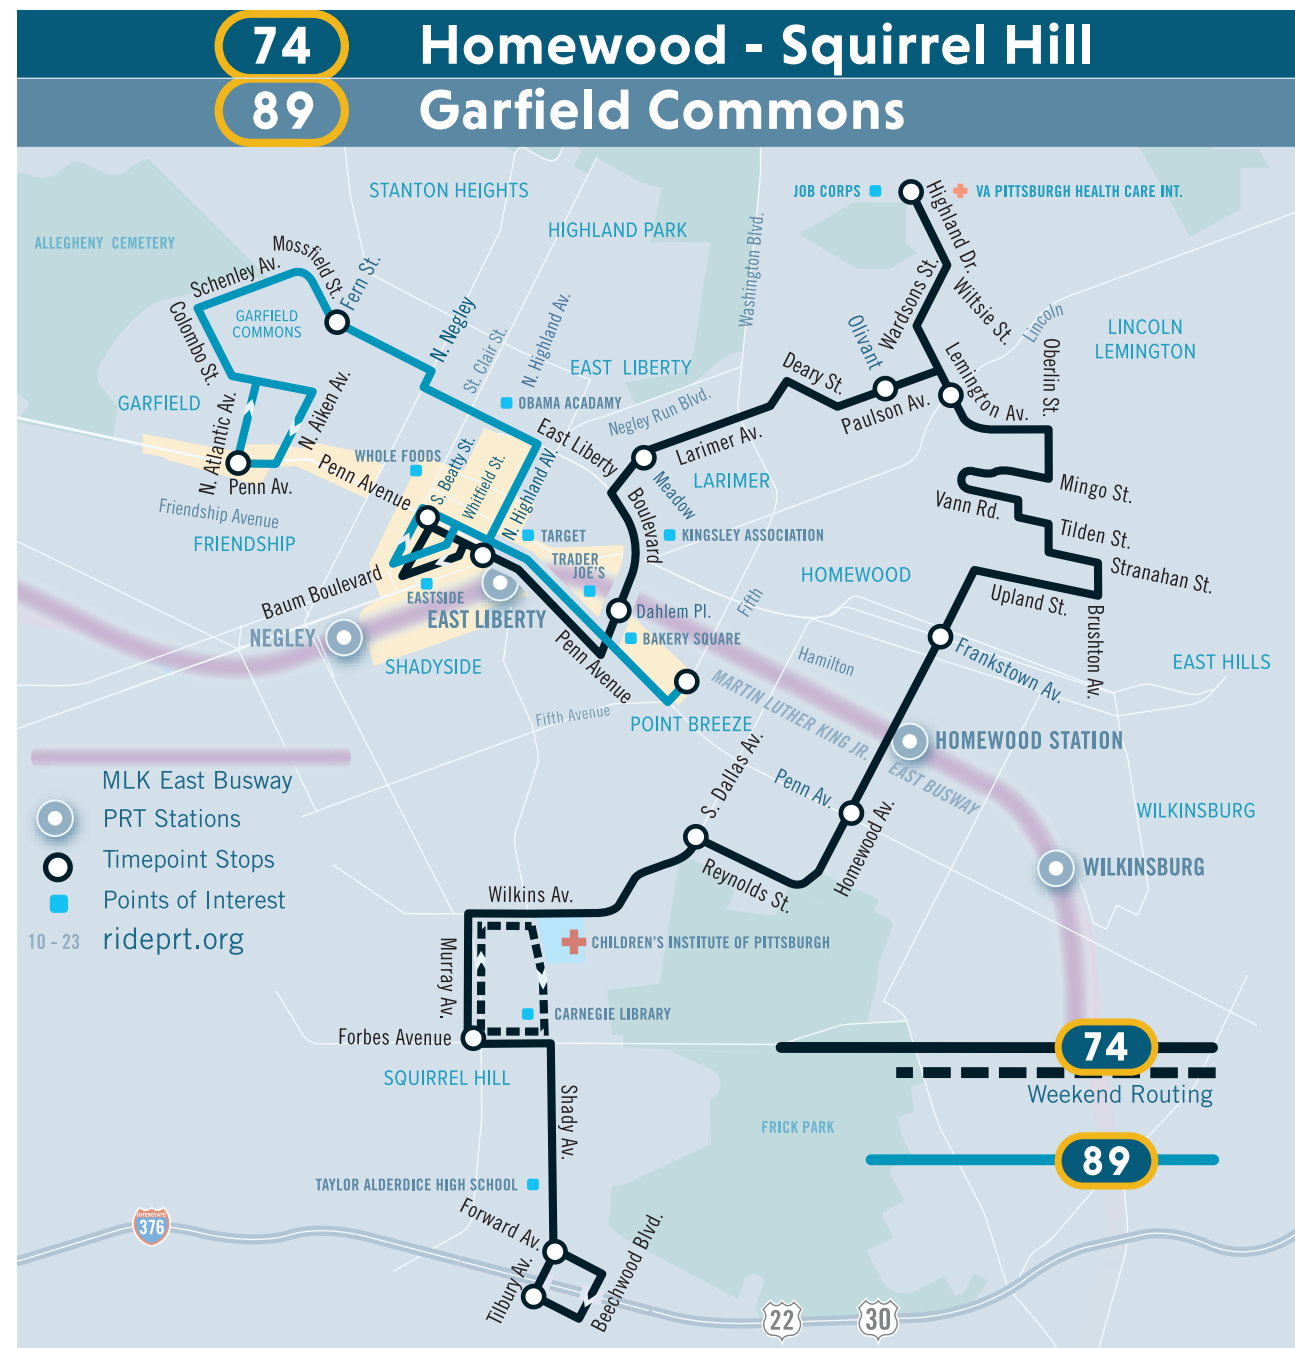 74 Homewood - Squirrel Hill
89 Garfield Commons
STANTON HEIGHTS
JOB CORPS
VA PITTSBURGH HEALTH CARE INT.
HIGHLAND PARK
ALLEGHENY CEMETERY
Mossfield St.
Schenley Av.
Fern St.
Highland Dr.
Washington Blvd.
Wardsons St.
Wiltsie St.
Colombo St.
GARFIELD
COMMONS
N. Negley
St. Clair St.
N. Highland Av.
Olivant
Lincoln
LINCOLN
LEMINGTON
Oberlin St.
Lemington Av.
EAST LIBERTY
Deary St.
Paulson Av.
GARFIELD
N. Atlantic Av.
N. Aiken Av.
OBAMA ACADAMY
Negley Run Blvd.
East Liberty
Boulevard
Larimer Av.
WHOLE FOODS
S. Beatty St.
Whitfield St.
N. Highland Av.
Penn Avenue
Penn Av.
Meadow
LARIMER
Mingo St.
Vann Rd.
Friendship Avenue
FRIENDSHIP
TARGET
KINGSLEY ASSOCIATION
Tilden St.
TRADER
JOE'S
HOMEWOOD
Stranahan St.
Baum Boulevard
EASTSIDE
EAST LIBERTY
Dahlem Pl.
Fifth
Upland St.
Brushton Av.
NEGLEY
BAKERY SQUARE
SHADYSIDE
Penn Avenue
Hamilton
Frankstown Av.
EAST HILLS
MARTIN LUTHER KING JR.
EAST BUSWAY
Fifth Avenue
POINT BREEZE
HOMEWOOD STATION
S. Dallas Av.
Penn Av.
Homewood Av.
WILKINSBURG
WILKINSBURG
MLK East Busway
PRT Stations
Timepoint Stops
Points of Interest
10 - 23 rideprt.org
Reynolds St.
Wilkins Av.
Murray Av.
CHILDREN'S INSTITUTE OF PITTSBURGH
CARNEGIE LIBRARY
Forbes Avenue
SQUIRREL HILL
Shady Av.
74
Weekend Routing
89
FRICK PARK
TAYLOR ALDERDICE HIGH SCHOOL
Forward Av.
Tilbury Av.
Beechwood Blvd.
INTERSTATE
376
22
30